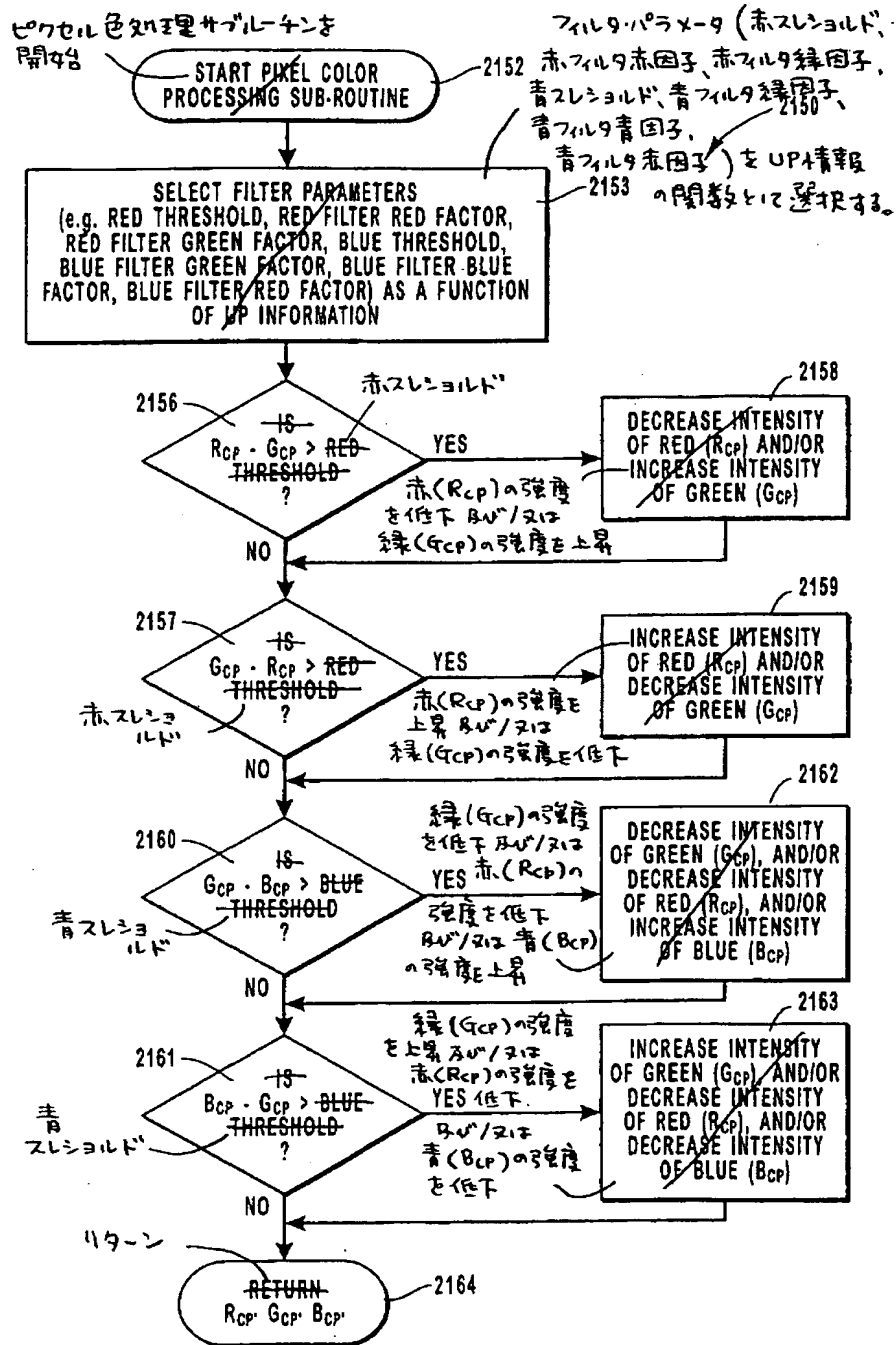 ピクセル色処理サブルーチンを
開始
START PIXEL COLOR
PROCESSING SUB-ROUTINE
2152
フィルタ・パラメータ(赤スレショルド、
赤フィルタ赤因子、赤フィルタ緑因子、
青スレショルド、青フィルタ緑因子、
2150
青フィルタ青因子、
青フィルタ赤因子)をUP情報
の関数として選択する。
2153
SELECT FILTER PARAMETERS
(e.g. RED THRESHOLD, RED FILTER RED FACTOR,
RED FILTER GREEN FACTOR, BLUE THRESHOLD,
BLUE FILTER GREEN FACTOR, BLUE FILTER BLUE
FACTOR, BLUE FILTER RED FACTOR) AS A FUNCTION
OF UP INFORMATION
2156
赤スレショルド
IS
RCP - GCP > RED
THRESHOLD
?
YES
NO
赤(RCP)の強度
を低下 及び/又は
緑(GCP)の強度を上昇
2158
DECREASE INTENSITY
OF RED (RCP) AND/OR
INCREASE INTENSITY
OF GREEN (GCP)
2157
IS
GCP - RCP > RED
THRESHOLD
?
赤スレショ
ルド
YES
NO
赤(RCP)の強度を
上昇 及び/又は
緑(GCP)の強度を低下
2159
INCREASE INTENSITY
OF RED (RCP) AND/OR
DECREASE INTENSITY
OF GREEN (GCP)
2160
IS
GCP - BCP > BLUE
THRESHOLD
?
青スレショ
ルド
YES
NO
緑(GCP)の強度
を低下 及び/又は
赤(RCP)の
強度を低下
及び/又は 青(BCP)
の強度を上昇
2162
DECREASE INTENSITY
OF GREEN (GCP), AND/OR
DECREASE INTENSITY
OF RED (RCP), AND/OR
INCREASE INTENSITY
OF BLUE (BCP)
2161
IS
BCP - GCP > BLUE
THRESHOLD
?
青
スレショルド
YES
NO
緑(GCP)の強度
を上昇 及び/又は
赤(RCP)の強度を
低下.
及び/又は
青(BCP)の強度
を低下
2163
INCREASE INTENSITY
OF GREEN (GCP), AND/OR
DECREASE INTENSITY
OF RED (RCP), AND/OR
DECREASE INTENSITY
OF BLUE (BCP)
リターン
RETURN
RCP, GCP, BCP,
2164